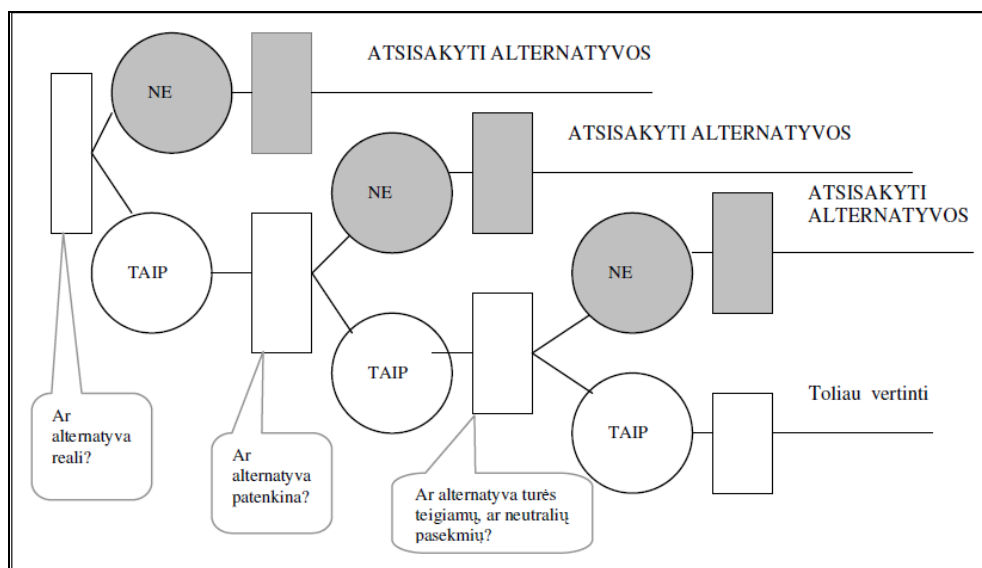 ATSISAKYTI ALTERNATYVOS
NE
ATSISAKYTI ALTERNATYVOS
NE
ATSISAKYTI
ALTERNATYVOS
TAIP
NE
TAIP
Toliau vertinti
TAIP
Ar
alternatyva
reali?
Ar
alternatyva
patenkina?
Ar alternatyva turės
teigiamų, ar neutralių
pasekmių?